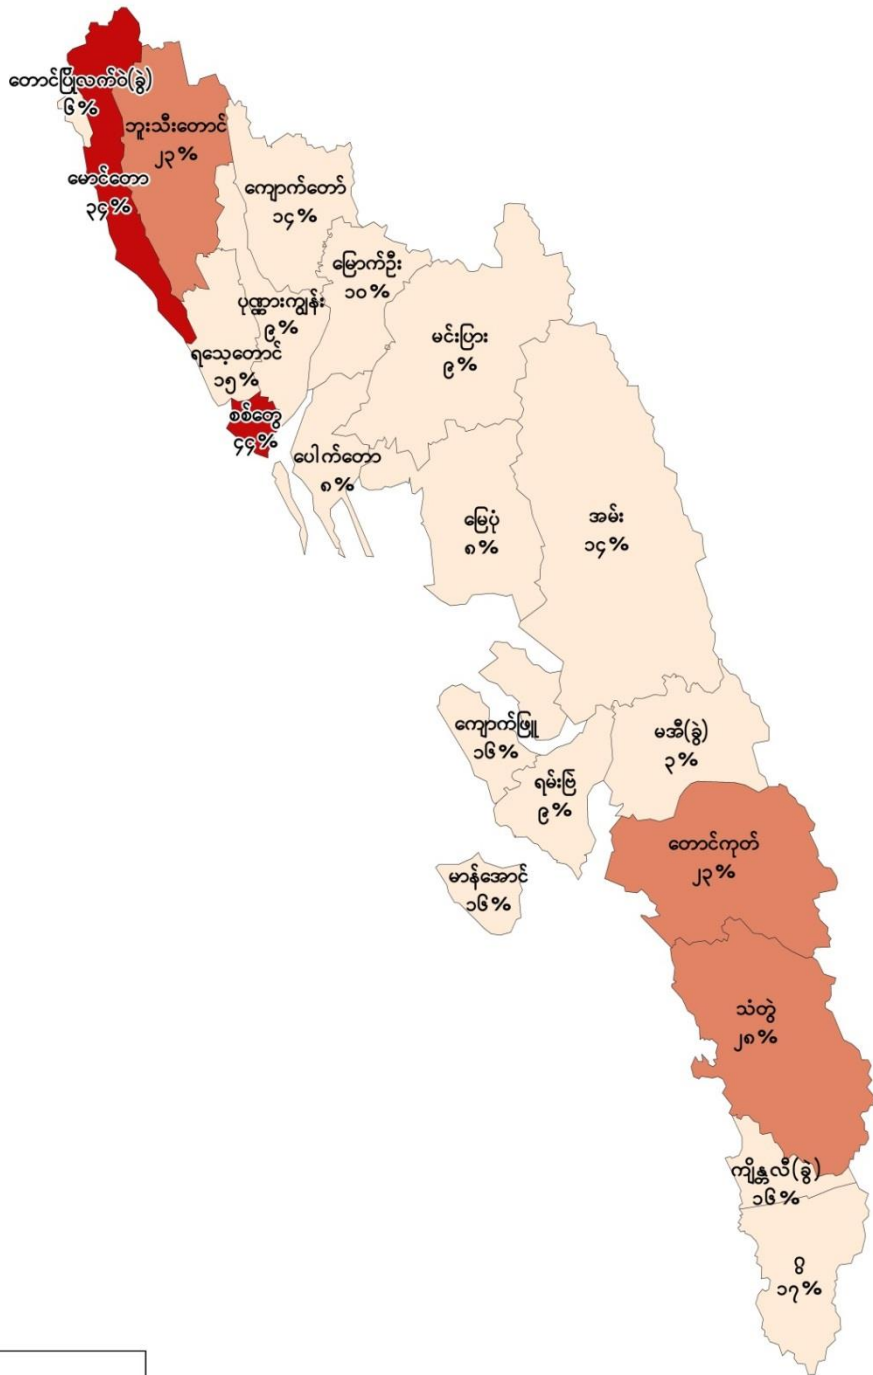 တောင်ပြိုလက်ဝဲ(ခွဲ)
၆%
ဘူးသီးတောင်
၂၃%
မောင်တော
၃၄%
ကျောက်တော်
၁၄%
မြောက်ဦး
၁၀%
ပုဏ္ဏားကျွန်း
၉%
မင်းပြား
၉%
ရသေ့တောင်
၁၅%
စစ်တွေ
၄၄%
ပေါက်တော
၈%
မြေပုံ
၈%
အမ်း
၁၄%
ကျောက်ဖြူ
၁၆%
မအီ(ခွဲ)
၃%
ရမ်းဗြဲ
၉%
တောင်ကုတ်
၂၃%
မာန်အောင်
၁၆%
သံတွဲ
၂၈%
ကျိန္တလီ(ခွဲ)
၁၆%
ဂွ
၁၇%